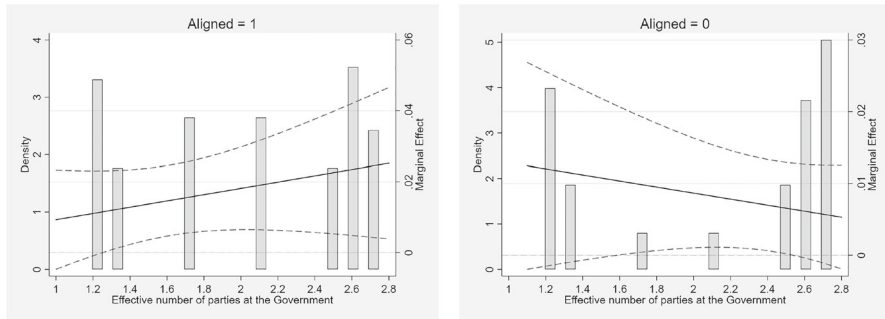 Aligned = 1
Density
4
3
2
1
0
.06
.04
.02
0
Marginal Effect
1 1.2 1.4 1.6 1.8 2 2.2 2.4 2.6 2.8
Effective number of parties at the Government
Aligned = 0
Density
5
4
3
2
1
0
.03
.02
.01
0
Marginal Effect
1 1.2 1.4 1.6 1.8 2 2.2 2.4 2.6 2.8
Effective number of parties at the Government